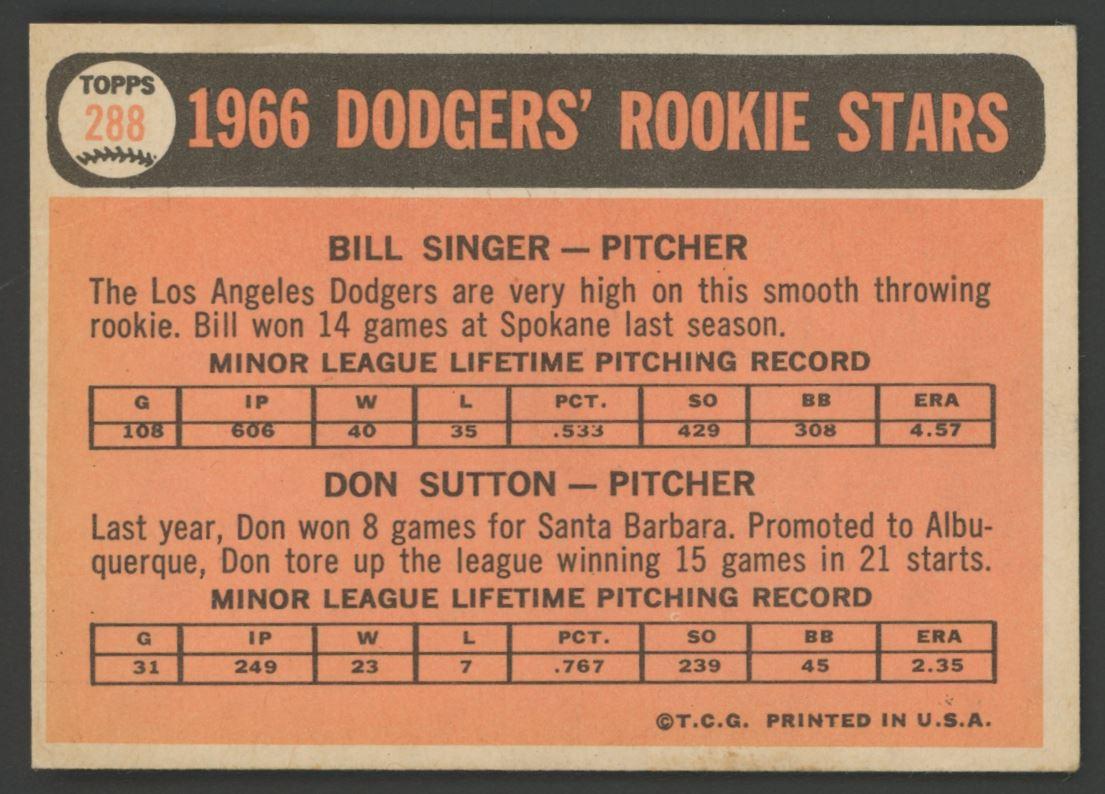 TOPPS
288
1966 DODGERS' ROOKIE STARS
BILL SINGER — PITCHER
The Los Angeles Dodgers are very high on this smooth throwing
rookie. Bill won 14 games at Spokane last season.
MINOR LEAGUE LIFETIME PITCHING RECORD
G IP W L PCT. SO BB ERA
108 606 40 35 .533 429 308 4.57
DON SUTTON — PITCHER
Last year, Don won 8 games for Santa Barbara. Promoted to Albu-
querque, Don tore up the league winning 15 games in 21 starts.
MINOR LEAGUE LIFETIME PITCHING RECORD
G IP W L PCT. SO BB ERA
31 249 23 7 .767 239 45 2.35
©T.C.G. PRINTED IN U.S.A.